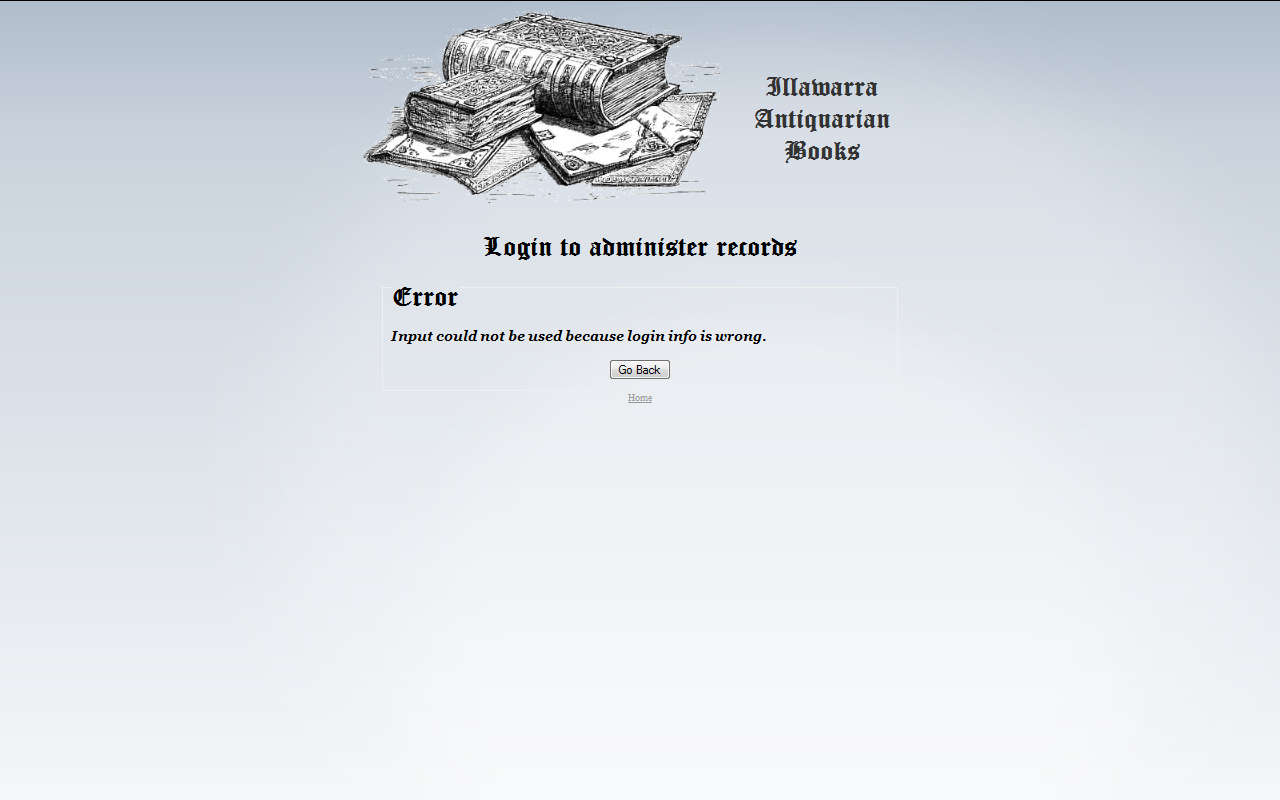 Illawarra
Antiquarian
Books
Login to administer records
Error
Input could not be used because login info is wrong.
Go Back
Home